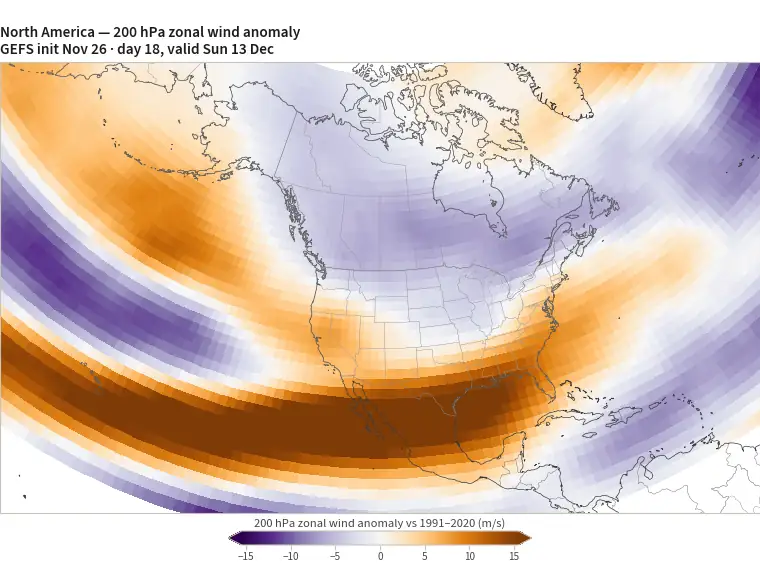 North America — 200 hPa zonal wind anomaly
GEFS init Nov 26 · day 18, valid Sun 13 Dec
200 hPa zonal wind anomaly vs 1991–2020 (m/s)
−15 −10 −5 0 5 10 15